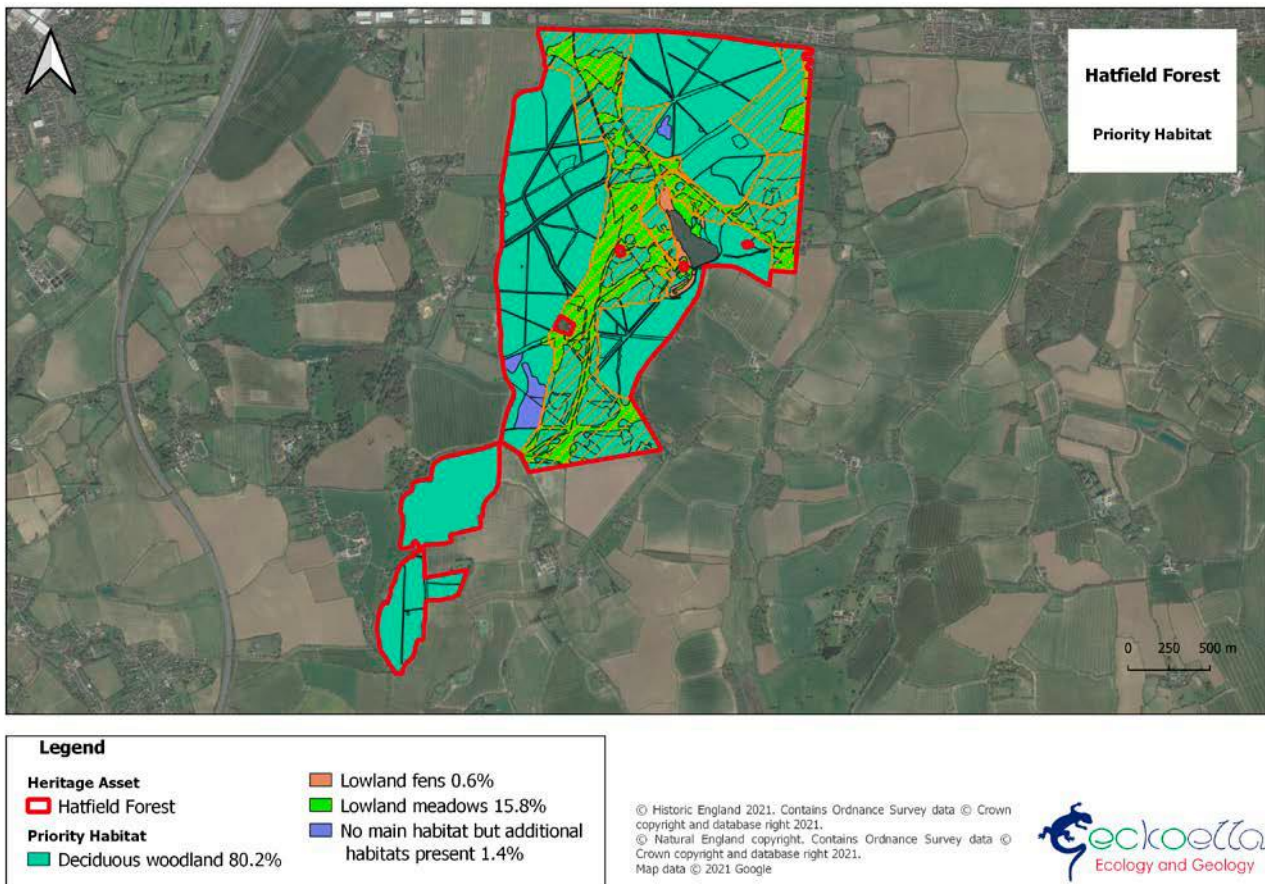 Hatfield Forest
Priority Habitat
0 250 500 m
Legend
Heritage Asset
Hatfield Forest
Priority Habitat
Deciduous woodland 80.2%
Lowland fens 0.6%
Lowland meadows 15.8%
No main habitat but additional
habitats present 1.4%
© Historic England 2021. Contains Ordnance Survey data © Crown
copyright and database right 2021.
© Natural England copyright. Contains Ordnance Survey data ©
Crown copyright and database right 2021.
Map data © 2021 Google
Geckoella
Ecology and Geology